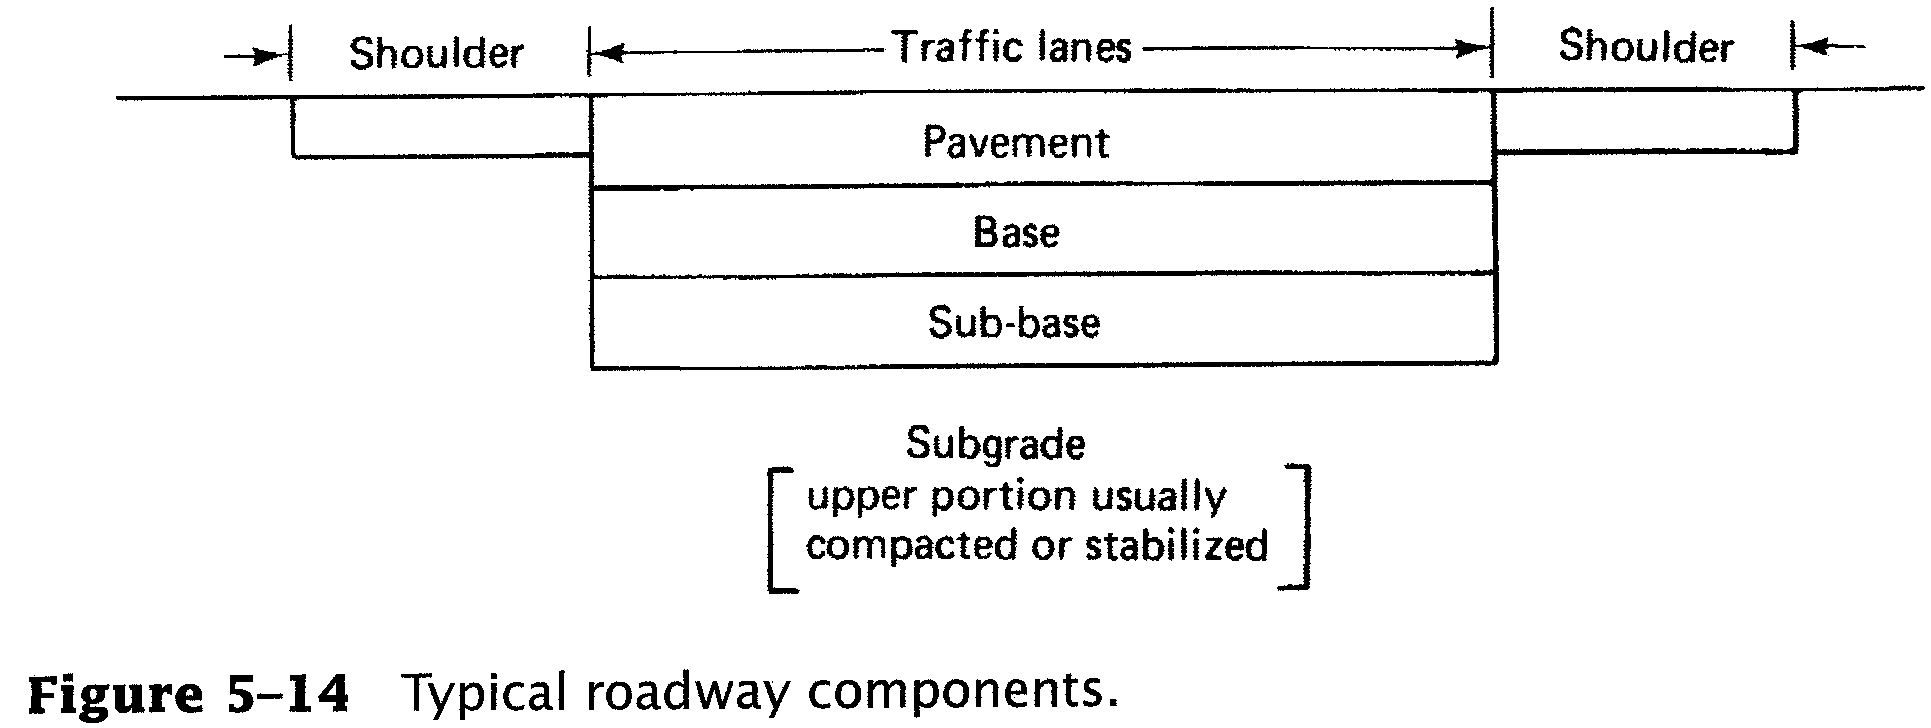 Shoulder Traffic lanes Shoulder
Pavement
Base
Sub-base
Subgrade
upper portion usually
compacted or stabilized
Figure 5–14 Typical roadway components.